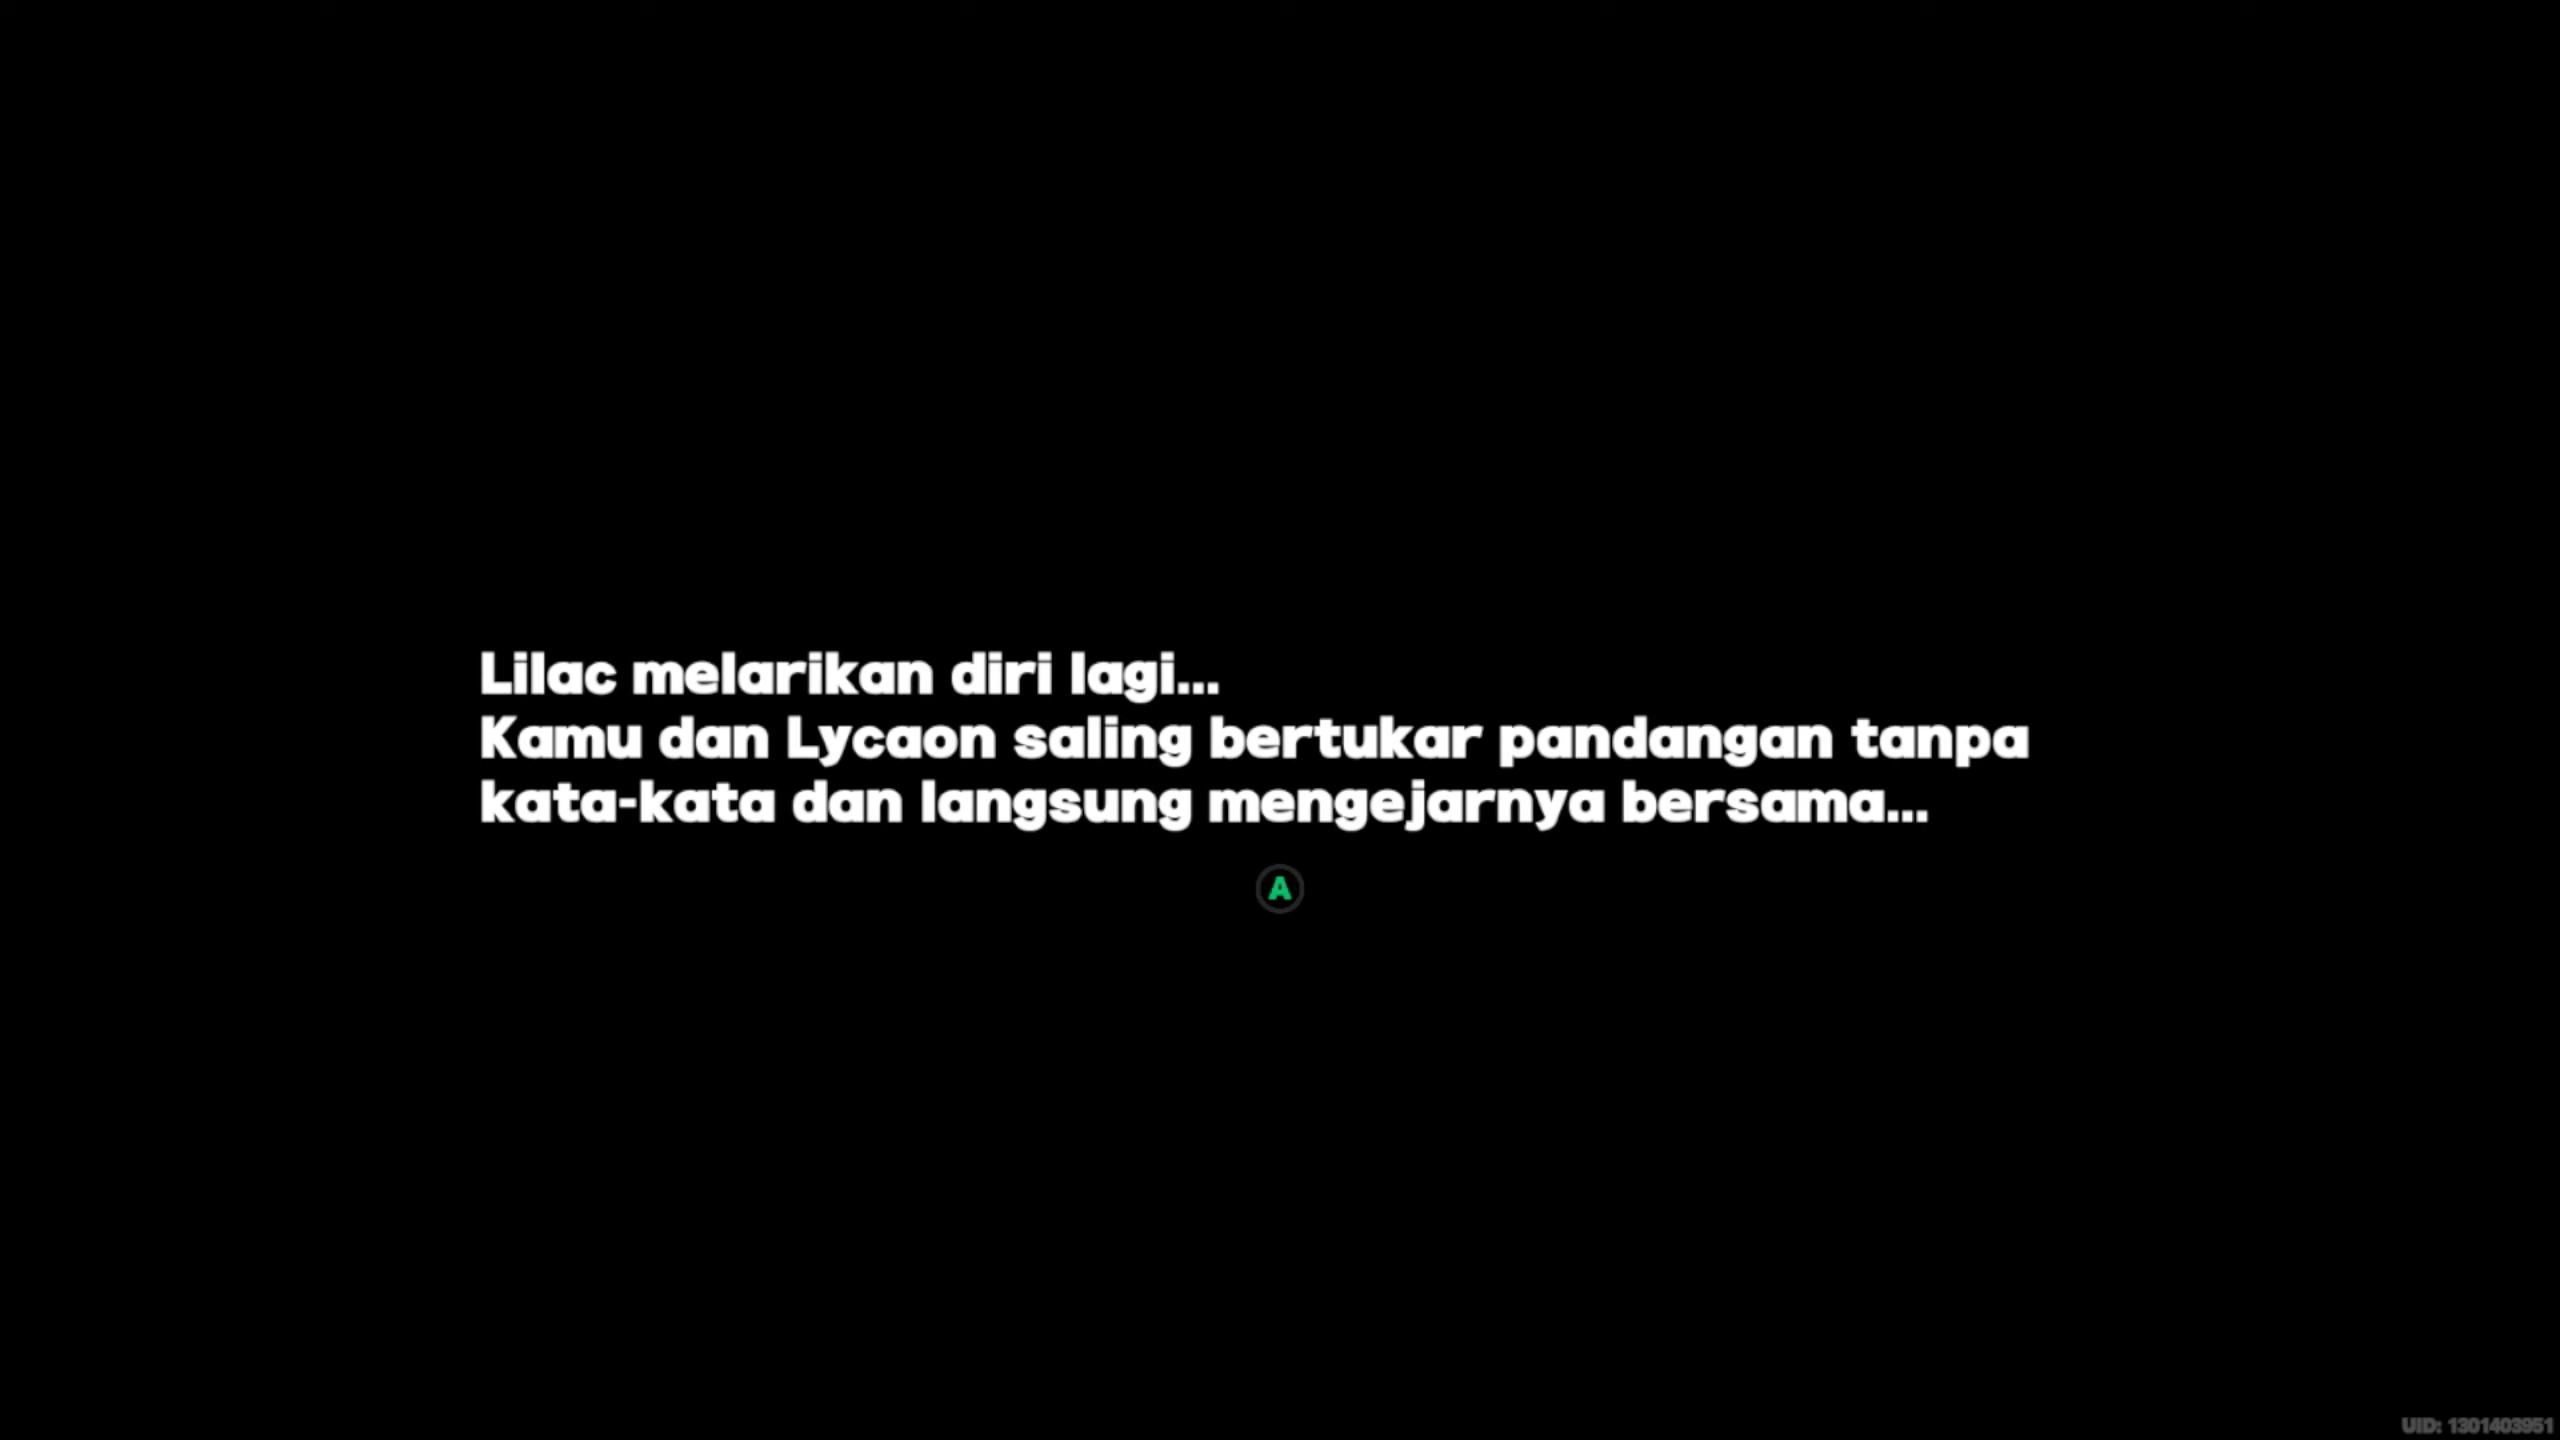 Lilac melarikan diri lagi...
Kamu dan Lycaon saling bertukar pandangan tanpa
kata-kata dan langsung mengejarnya bersama...
A
UID: 1301403951